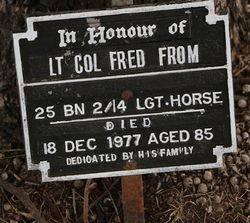 In Honour of
LT COL FRED FROM
25 BN 2/14 LGT. HORSE
DIED
18 DEC 1977 AGED 85
DEDICATED BY HIS FAMILY